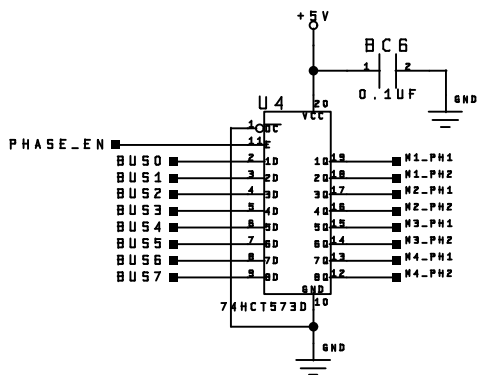 +5V
BC6
1 2
0.1UF
GND
U4
20
VCC
1 OC
PHASE_EN 11 E
BUS0 2 1D 1Q 19 M1_PH1
BUS1 3 2D 2Q 18 M1_PH2
BUS2 4 3D 3Q 17 M2_PH1
BUS3 5 4D 4Q 16 M2_PH2
BUS4 6 5D 5Q 15 M3_PH1
BUS5 7 6D 6Q 14 M3_PH2
BUS6 8 7D 7Q 13 M4_PH1
BUS7 9 8D 8Q 12 M4_PH2
GND
74HCT573D 10
GND